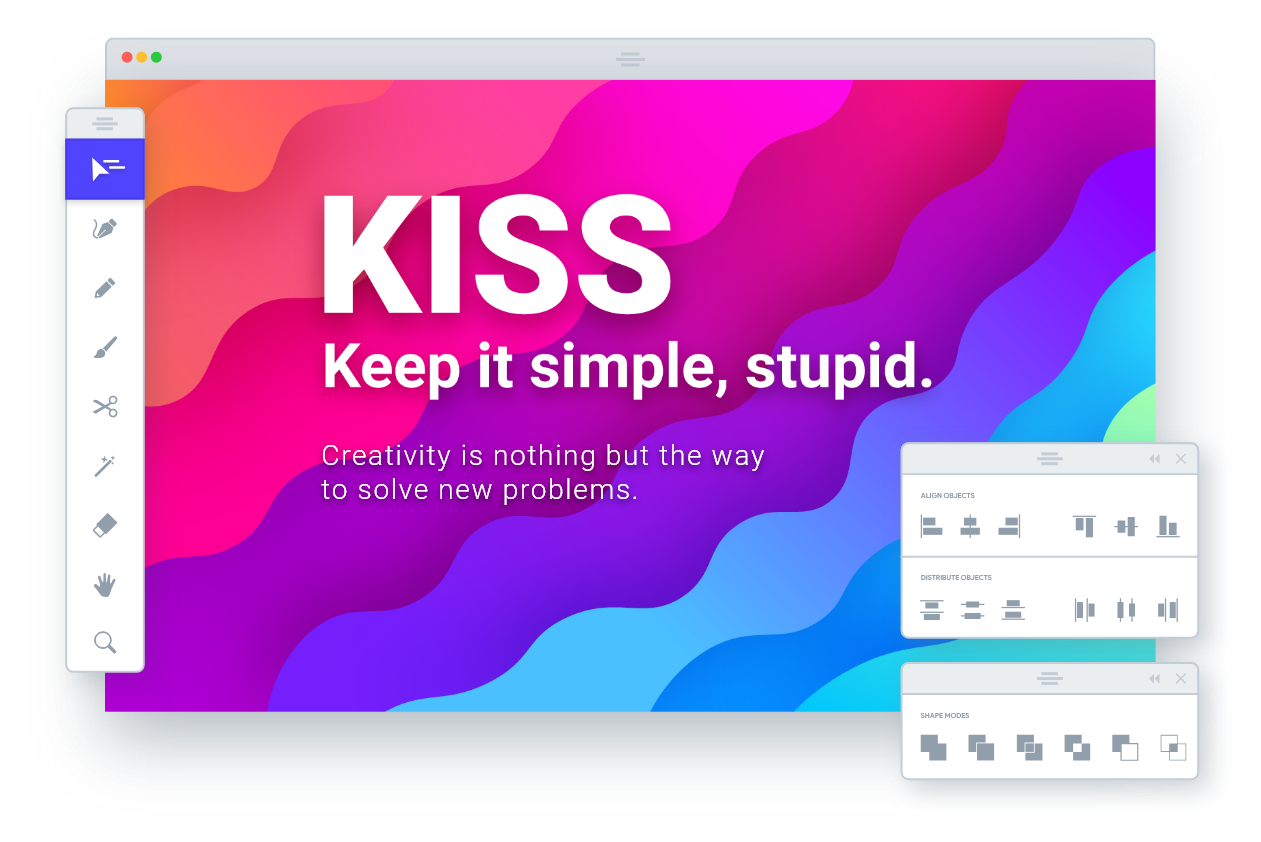 KISS
Keep it simple, stupid.
Creativity is nothing but the way
to solve new problems.
ALIGN OBJECTS
DISTRIBUTE OBJECTS
SHAPE MODES